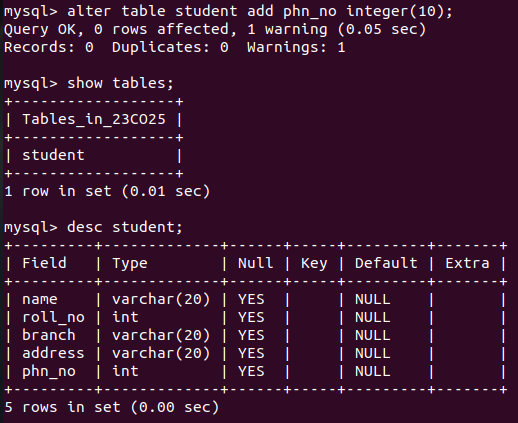 mysql> alter table student add phn_no integer(10);
Query OK, 0 rows affected, 1 warning (0.05 sec)
Records: 0  Duplicates: 0  Warnings: 1

mysql> show tables;
+------------------+
| Tables_in_23CO25 |
+------------------+
| student          |
+------------------+
1 row in set (0.01 sec)

mysql> desc student;
+---------+-------------+------+-----+---------+-------+
| Field   | Type        | Null | Key | Default | Extra |
+---------+-------------+------+-----+---------+-------+
| name    | varchar(20) | YES  |     | NULL    |       |
| roll_no | int         | YES  |     | NULL    |       |
| branch  | varchar(20) | YES  |     | NULL    |       |
| address | varchar(20) | YES  |     | NULL    |       |
| phn_no  | int         | YES  |     | NULL    |       |
+---------+-------------+------+-----+---------+-------+
5 rows in set (0.00 sec)